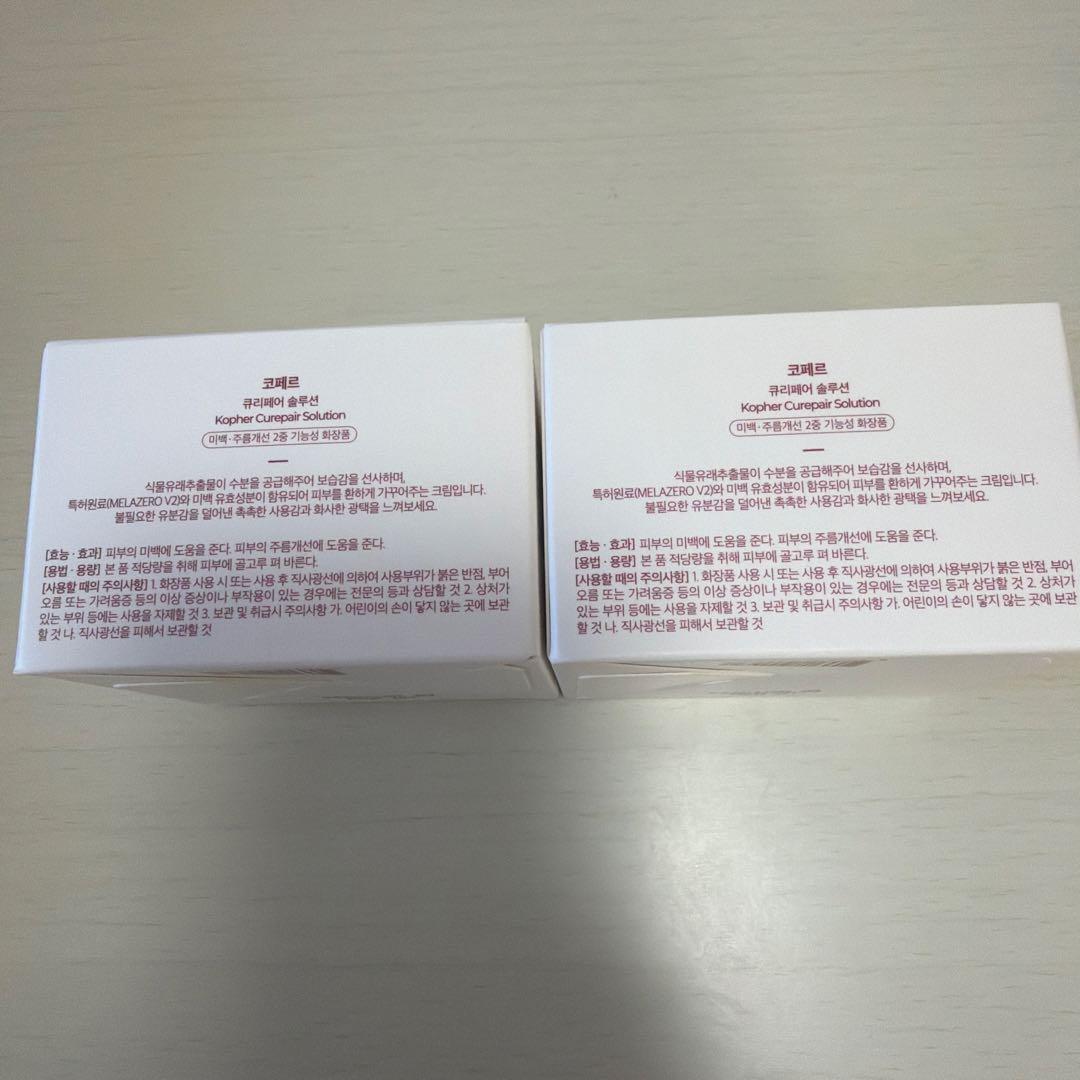 코페르
큐리페어 솔루션
Kopher Curepair Solution
미백·주름개선 2중 기능성 화장품
식물유래추출물이 수분을 공급해주어 보습감을 선사하며,
특허원료(MELAZERO V2)와 미백 유효성분이 함유되어 피부를 환하게 가꾸어주는 크림입니다.
불필요한 유분감을 덜어낸 촉촉한 사용감과 화사한 광택을 느껴보세요.
[효능·효과] 피부의 미백에 도움을 준다. 피부의 주름개선에 도움을 준다.
[용법·용량] 본 품 적당량을 취해 피부에 골고루 펴 바른다.
[사용할 때의 주의사항] 1. 화장품 사용 시 또는 사용 후 직사광선에 의하여 사용부위가 붉은 반점, 부어
오름 또는 가려움증 등의 이상 증상이나 부작용이 있는 경우에는 전문의 등과 상담할 것 2. 상처가
있는 부위 등에는 사용을 자제할 것 3. 보관 및 취급시 주의사항 가. 어린이의 손이 닿지 않는 곳에 보관
할 것 나. 직사광선을 피해서 보관할 것
코페르
큐리페어 솔루션
Kopher Curepair Solution
미백·주름개선 2중 기능성 화장품
식물유래추출물이 수분을 공급해주어 보습감을 선사하며,
특허원료(MELAZERO V2)와 미백 유효성분이 함유되어 피부를 환하게 가꾸어주는 크림입니다.
불필요한 유분감을 덜어낸 촉촉한 사용감과 화사한 광택을 느껴보세요.
[효능·효과] 피부의 미백에 도움을 준다. 피부의 주름개선에 도움을 준다.
[용법·용량] 본 품 적당량을 취해 피부에 골고루 펴 바른다.
[사용할 때의 주의사항] 1. 화장품 사용 시 또는 사용 후 직사광선에 의하여 사용부위가 붉은 반점, 부어
오름 또는 가려움증 등의 이상 증상이나 부작용이 있는 경우에는 전문의 등과 상담할 것 2. 상처가
있는 부위 등에는 사용을 자제할 것 3. 보관 및 취급시 주의사항 가. 어린이의 손이 닿지 않는 곳에 보관
할 것 나. 직사광선을 피해서 보관할 것